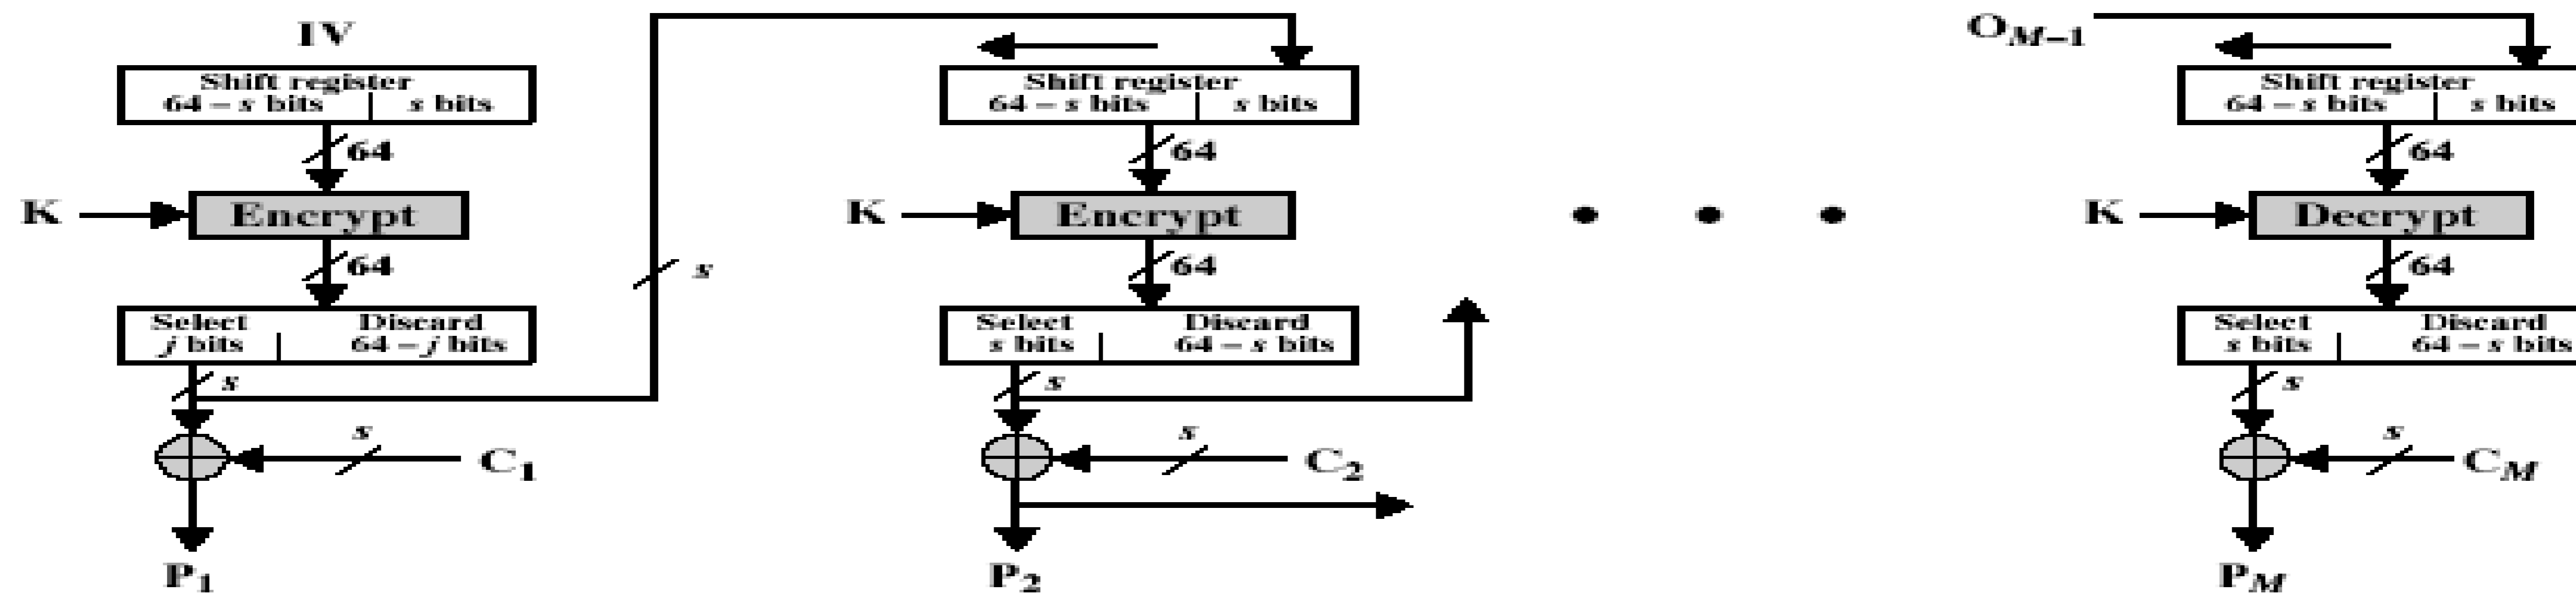 IV
Shift register
64 – s bits | s bits
64
K
Encrypt
64
Select Discard
j bits | 64 – j bits
s
s
C1
P1
s
Shift register
64 – s bits | s bits
64
K
Encrypt
64
Select Discard
s bits | 64 – s bits
s
s
C2
P2
• • •
OM–1
Shift register
64 – s bits | s bits
64
K
Decrypt
64
Select Discard
s bits | 64 – s bits
s
s
CM
PM